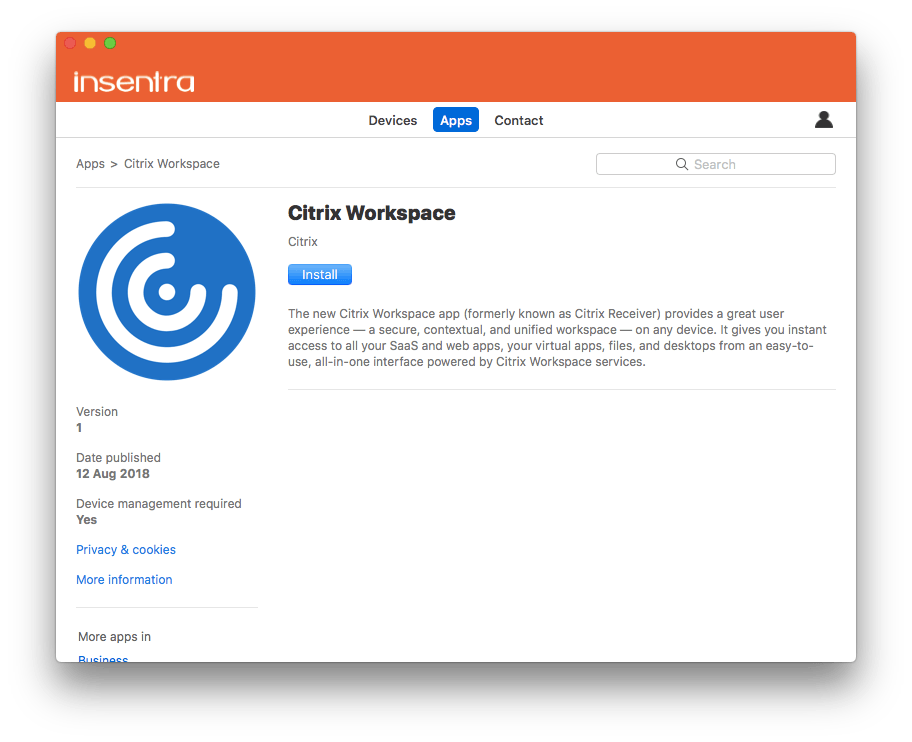 insentra
Devices Apps Contact
Apps > Citrix Workspace
Search
Citrix Workspace
Citrix
Install
The new Citrix Workspace app (formerly known as Citrix Receiver) provides a great user
experience — a secure, contextual, and unified workspace — on any device. It gives you instant
access to all your SaaS and web apps, your virtual apps, files, and desktops from an easy-to-
use, all-in-one interface powered by Citrix Workspace services.
Version
1
Date published
12 Aug 2018
Device management required
Yes
Privacy & cookies
More information
More apps in
Business